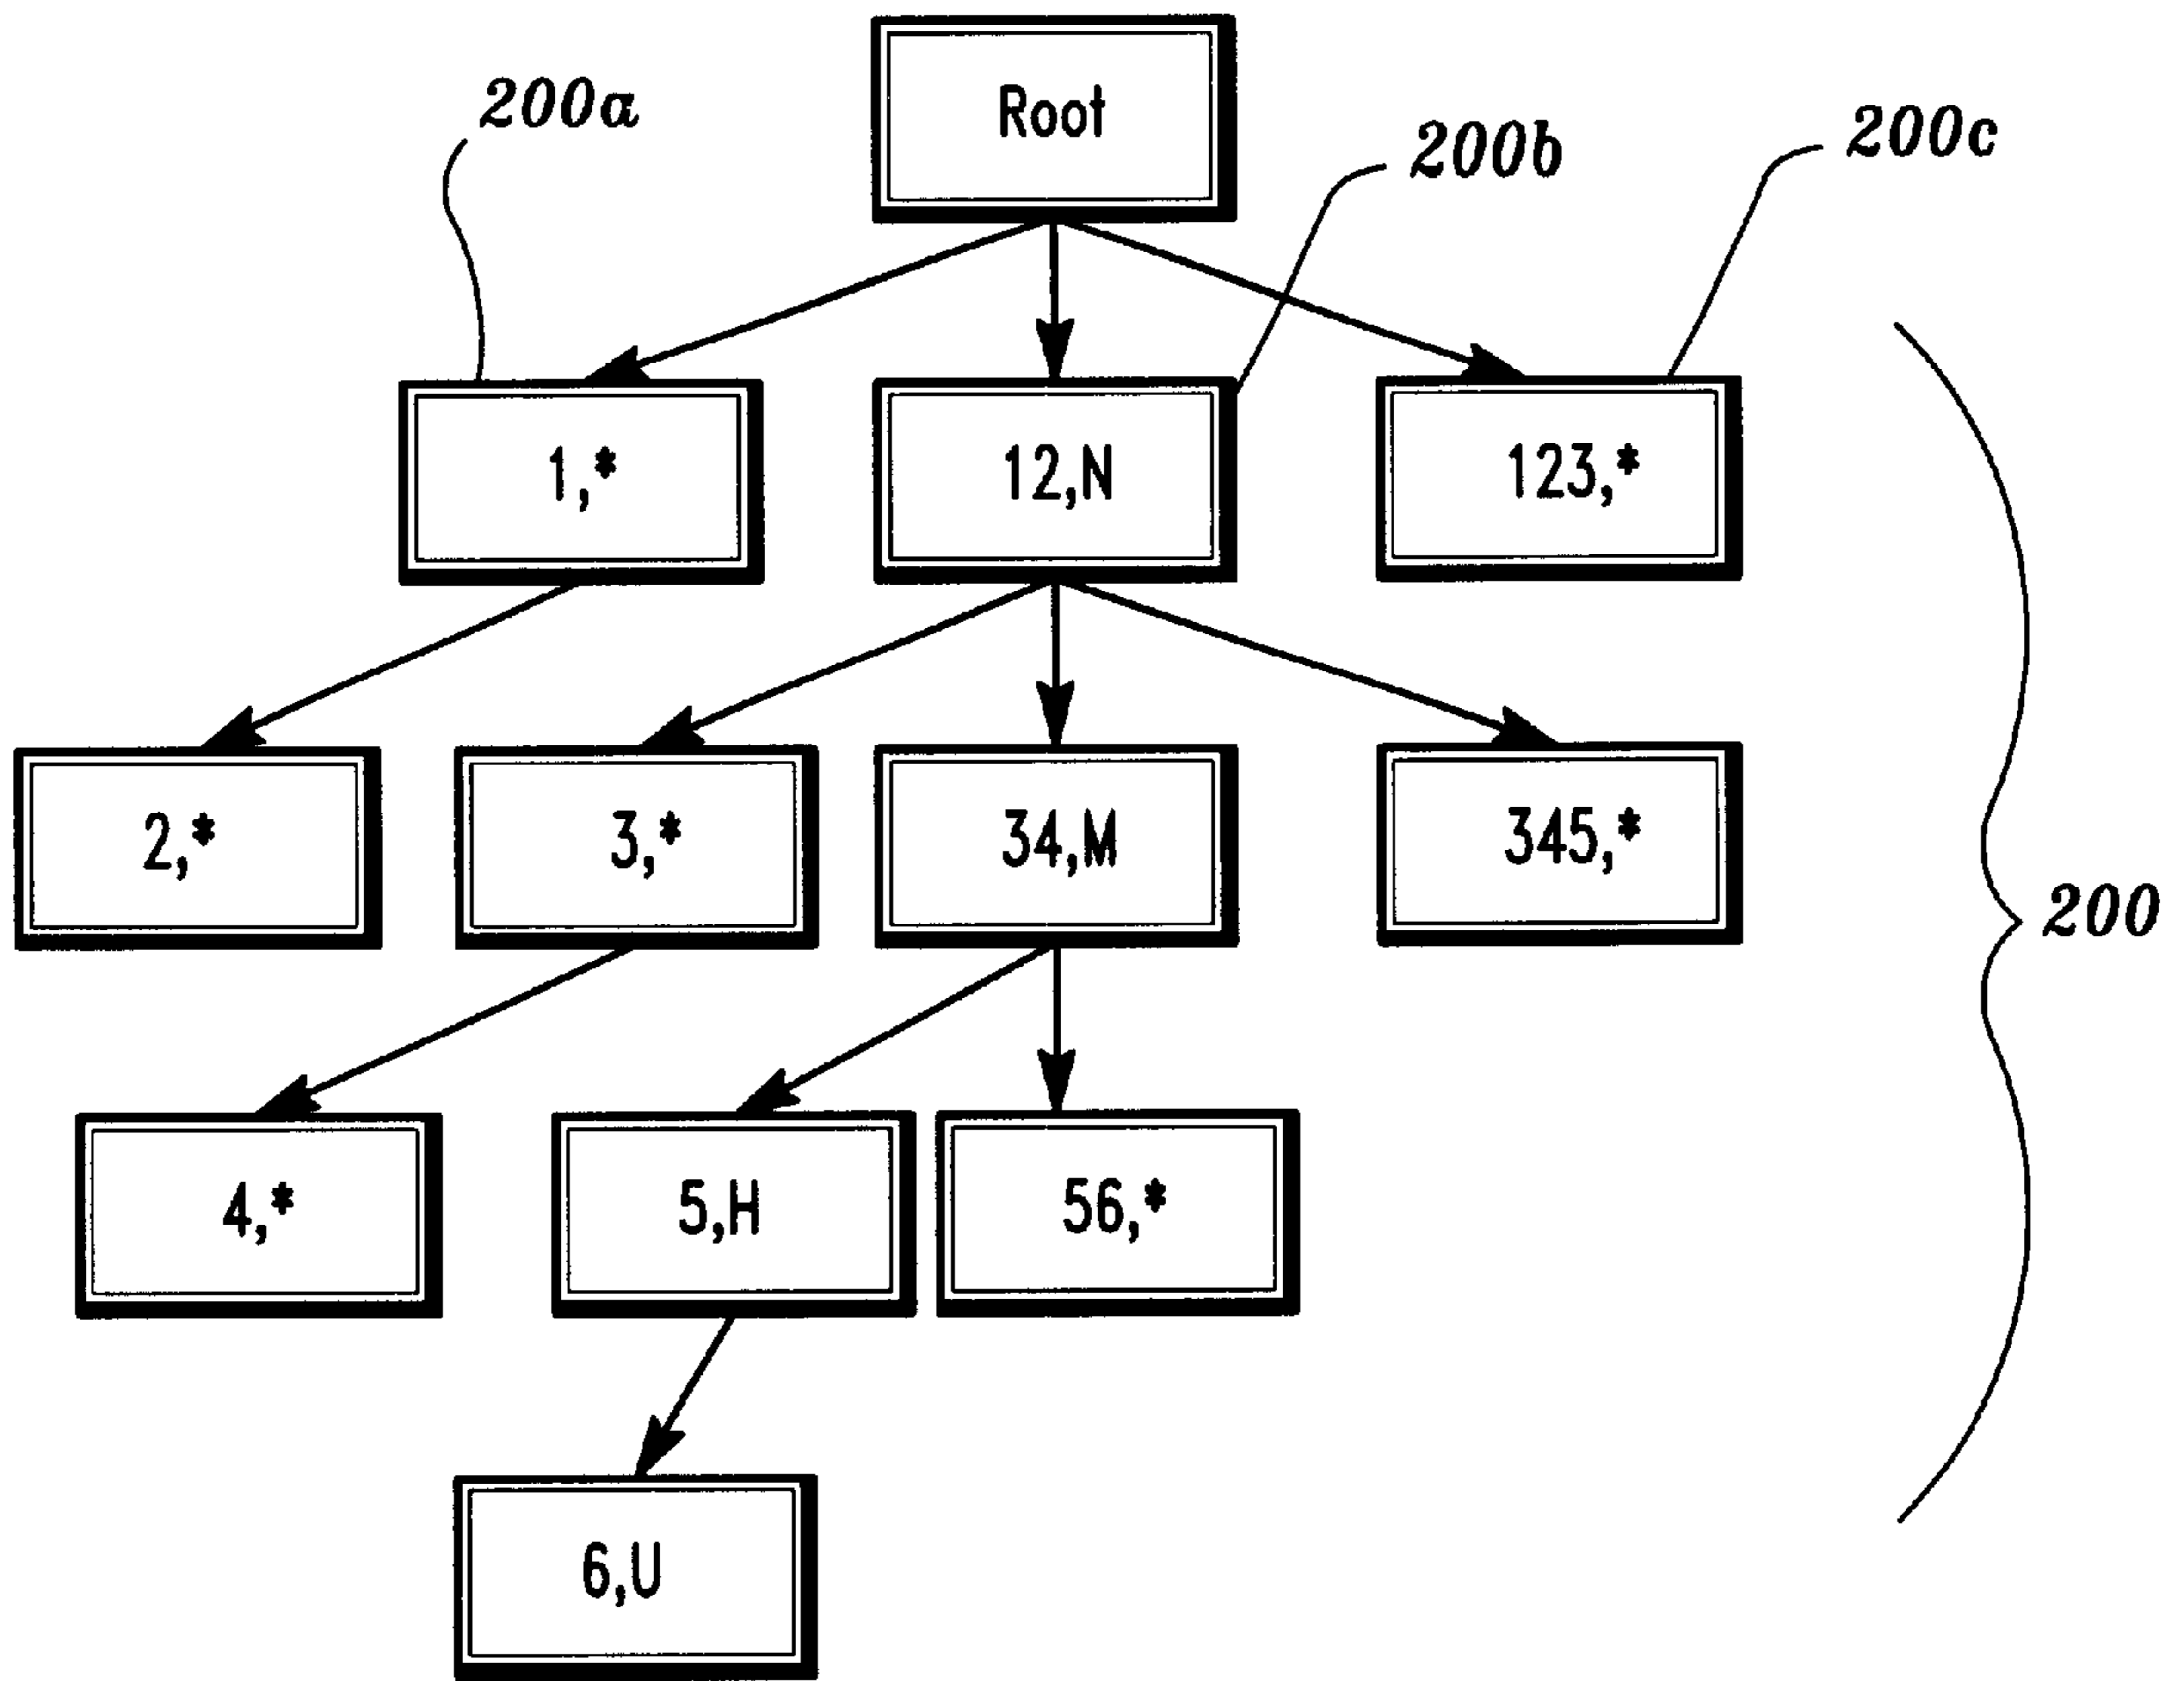 200a
Root
200b
200c
1,*
12,N
123,*
2,*
3,*
34,M
345,*
200
4,*
5,H
56,*
6,U